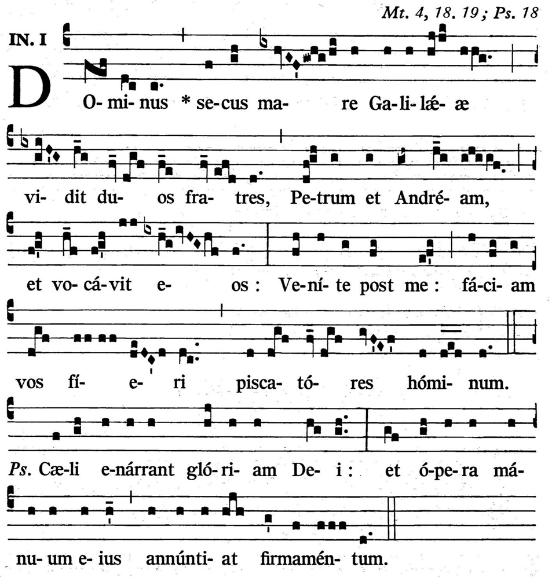 Mt. 4, 18. 19; Ps. 18
IN. I
DO- mi- nus * se- cus ma- re Ga- li- lǽ- æ
vi- dit du- os fra- tres, Pe- trum et André- am,
et vo- cá- vit e- os : Ve- ní- te post me : fá- ci- am
vos fí- e- ri pisca- tó- res hómi- num.
Ps. Cæ- li e- nárrant gló- ri- am De- i : et ó- pe- ra má-
nu- um e- ius annúnti- at firmamén- tum.